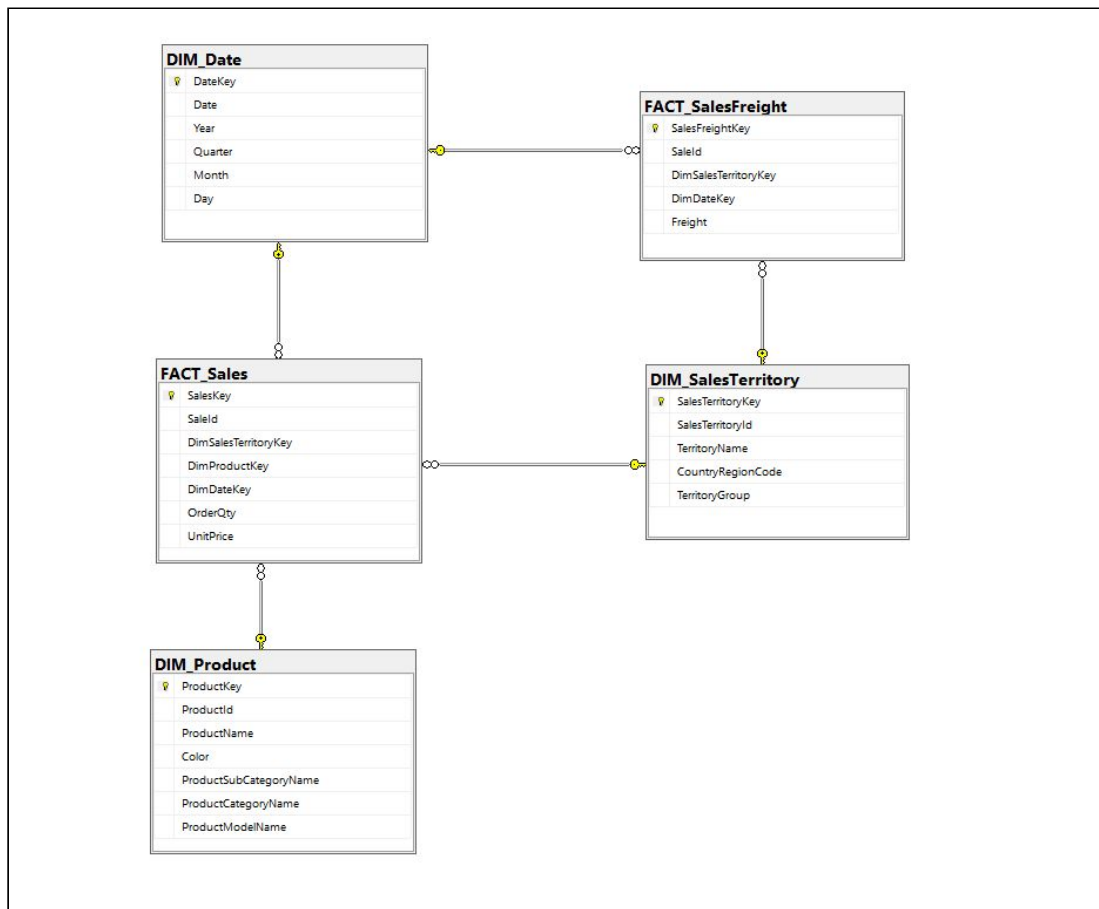 DIM_Date
DateKey
Date
Year
Quarter
Month
Day
FACT_SalesFreight
SalesFreightKey
SaleId
DimSalesTerritoryKey
DimDateKey
Freight
FACT_Sales
SalesKey
SaleId
DimSalesTerritoryKey
DimProductKey
DimDateKey
OrderQty
UnitPrice
DIM_SalesTerritory
SalesTerritoryKey
SalesTerritoryId
TerritoryName
CountryRegionCode
TerritoryGroup
DIM_Product
ProductKey
ProductId
ProductName
Color
ProductSubCategoryName
ProductCategoryName
ProductModelName